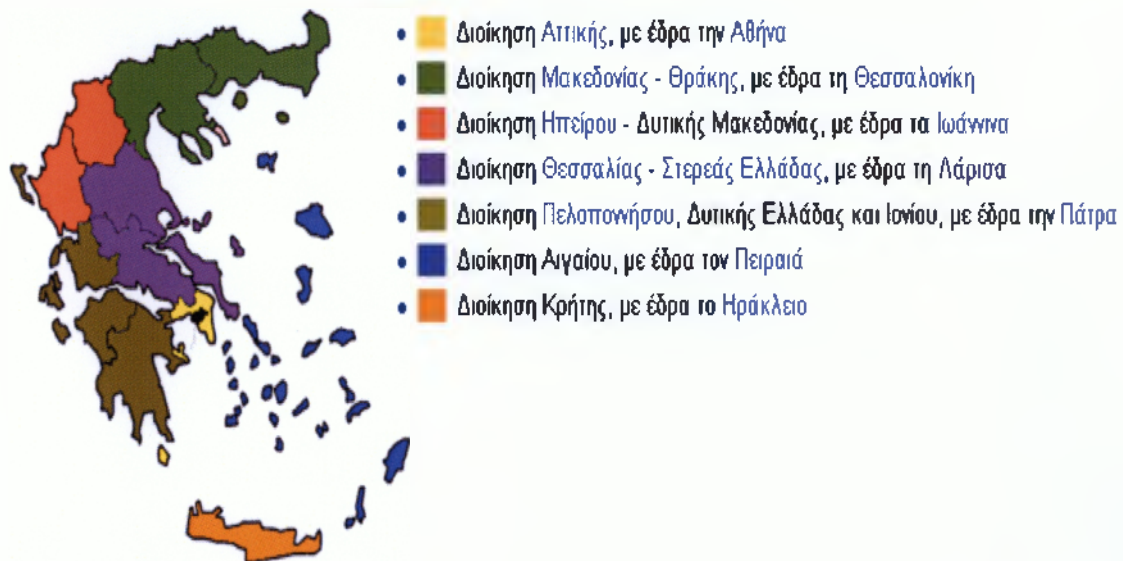 Διοίκηση Αττικής, με έδρα την Αθήνα
Διοίκηση Μακεδονίας - Θράκης, με έδρα τη Θεσσαλονίκη
Διοίκηση Ηπείρου - Δυτικής Μακεδονίας, με έδρα τα Ιωάννινα
Διοίκηση Θεσσαλίας - Στερεάς Ελλάδας, με έδρα τη Λάρισα
Διοίκηση Πελοποννήσου, Δυτικής Ελλάδας και Ιονίου, με έδρα την Πάτρα
Διοίκηση Αιγαίου, με έδρα τον Πειραιά
Διοίκηση Κρήτης, με έδρα το Ηράκλειο